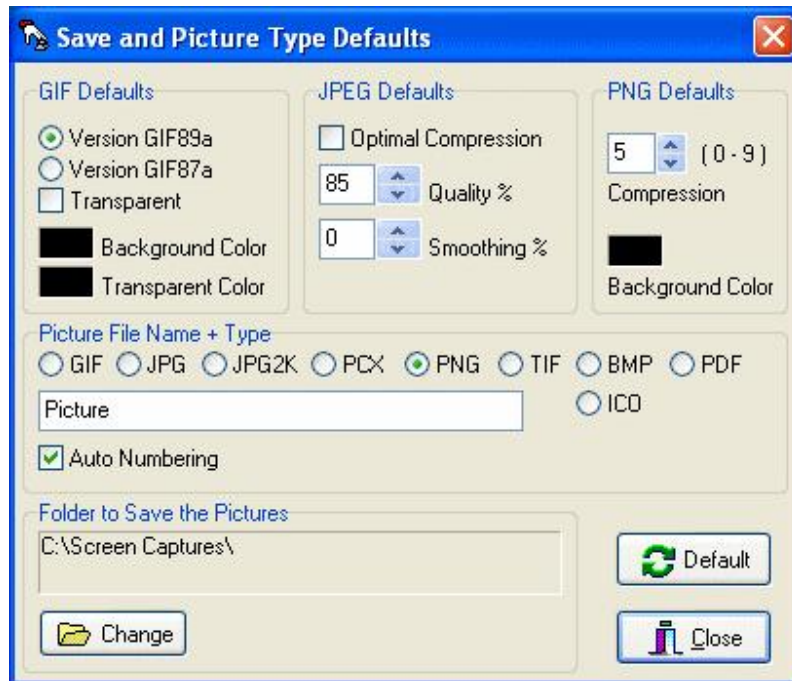 Save and Picture Type Defaults
GIF Defaults
Version GIF89a
Version GIF87a
Transparent
Background Color
Transparent Color
JPEG Defaults
Optimal Compression
85 Quality %
0 Smoothing %
PNG Defaults
5 ( 0 - 9 )
Compression
Background Color
Picture File Name + Type
GIF JPG JPG2K PCX PNG TIF BMP PDF
ICO
Picture
Auto Numbering
Folder to Save the Pictures
C:\Screen Captures\
Change
Default
Close